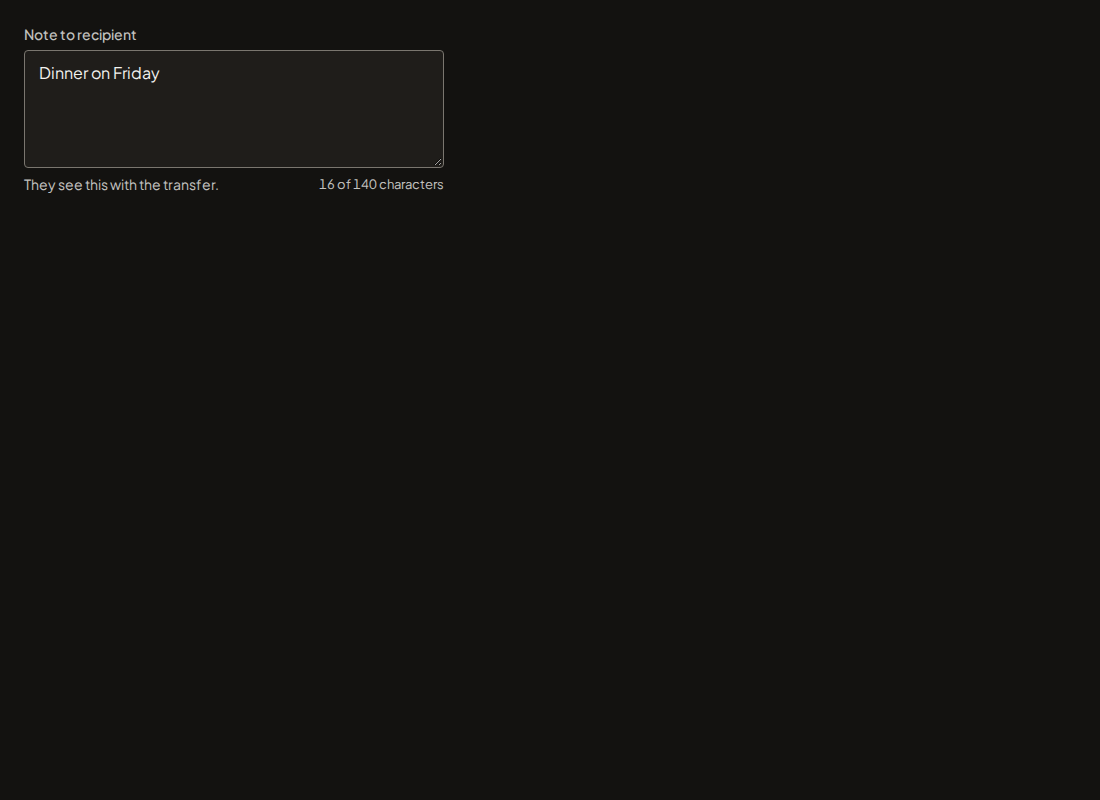 Note to recipient
Dinner on Friday
They see this with the transfer.
16 of 140 characters